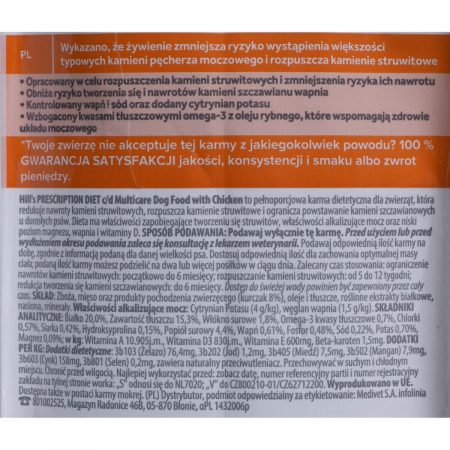 PL
Wykazano, że żywienie zmniejsza ryzyko wystąpienia większości
typowych kamieni pęcherza moczowego i rozpuszcza kamienie struwitowe
• Opracowany w celu rozpuszczenia kamieni struwitowych i zmniejszenia ryzyka ich nawrotu
• Obniża ryzyko tworzenia się i nawrotów kamieni szczawianu wapnia
• Kontrolowany wapń i sód oraz dodany cytrynian potasu
• Wzbogacony kwasami tłuszczowymi omega-3 z oleju rybnego, które wspomagają zdrowie
układu moczowego
*Twoje zwierzę nie akceptuje tej karmy z jakiegokolwiek powodu? 100 %
GWARANCJA SATYSFAKCJI jakości, konsystencji i smaku albo zwrot
pieniędzy.
Hill's PRESCRIPTION DIET c/d Multicare Dog Food with Chicken to pełnoporcjowa karma dietetyczna dla zwierząt, która
redukuje nawroty kamieni struwitowych, rozpuszcza kamienie struwitowe i ogranicza powstawanie kamieni szczawianowych
u dorosłych psów. Dieta ma właściwości zapobiegające tworzeniu się struwitów, właściwości alkalizujące mocz oraz niski
poziom magnezu, wapnia i witaminy D. SPOSÓB PODAWANIA: Podawaj wyłącznie tę karmę. Przed użyciem lub przed
wydłużeniem okresu podawania zaleca się konsultację z lekarzem weterynarii. Podawaj odpowiednią ilość karmy na
dobę, zgodnie z informacją podaną dla danej wielkości psa. Dostosuj odpowiednią ilość dla zachowania optymalnej masy
ciała; podaną ilość karmy możesz podzielić na dwa lub więcej posiłków w ciągu dnia. Zalecany czas stosowania: ograniczenie
nawrotów kamieni struwitowych: początkowo do 6 miesięcy; rozpuszczenie kamieni struwitowych: od 5 do 12 tygodni;
redukcja tworzenia się kamieni szczawianowych: do 6 miesięcy. Dostęp do świeżej wody powinien być zapewniony przez cały
czas. SKŁAD: Zboża, mięso oraz produkty pochodzenia zwierzęcego (kurczak 8%), oleje i tłuszcze, roślinne ekstrakty białkowe,
nasiona, minerały. Właściwości alkalizujące mocz: Cytrynian Potasu (4 g/kg), węglan wapnia (1,5 g/kg). SKŁADNIKI
ANALITYCZNE: Białko 20,0%, Zawartość tłuszczu 15,3%, Włókno surowe 1,8%, Omega-3 kwasy tłuszczowe 0,7%, Chlorki
0,57%, Siarka 0,42%, Hydroksyprolina 0,15%, Popiół surowy 4,4%, Wapń 0,61%, Fosfor 0,48%, Sód 0,22%, Potas 0,70%,
Magnez 0,09%; w kg: Witamina A 10.905j.m., Witamina D3 830j.m., Witamina E 600mg, Beta-karoten 1,5mg. DODATKI
PER KG: Dodatki dietetyczne: 3b103 (Żelazo) 76,4mg, 3b202 (Jod) 1,2mg, 3b405 (Miedź) 7,5mg, 3b502 (Mangan) 7,9mg,
3b603 (Cynk) 158mg, 3b801 (Selen) 0,2mg, zawiera naturalny przeciwutleniacz. Przechowywać w suchym i chłodnym
miejscu. Chronić przed wilgocią. Najlepiej spożyć przed: zobacz datę, numer referencyjny partii i numer rejestracyjny
zakładu na tylnej stronie worka: „S" odnosi się do NL7020; „V" do CZ800210-01/CZ62712200. Wyprodukowano w UE.
Dostępna także w postaci karmy mokrej. (PL) Dystrybutor, podmiot odpowiedzialny za etykietowanie: Medivet S.A. infolinia
801002525, Magazyn Radonice 46B, 05-870 Błonie, αPL 1432006p